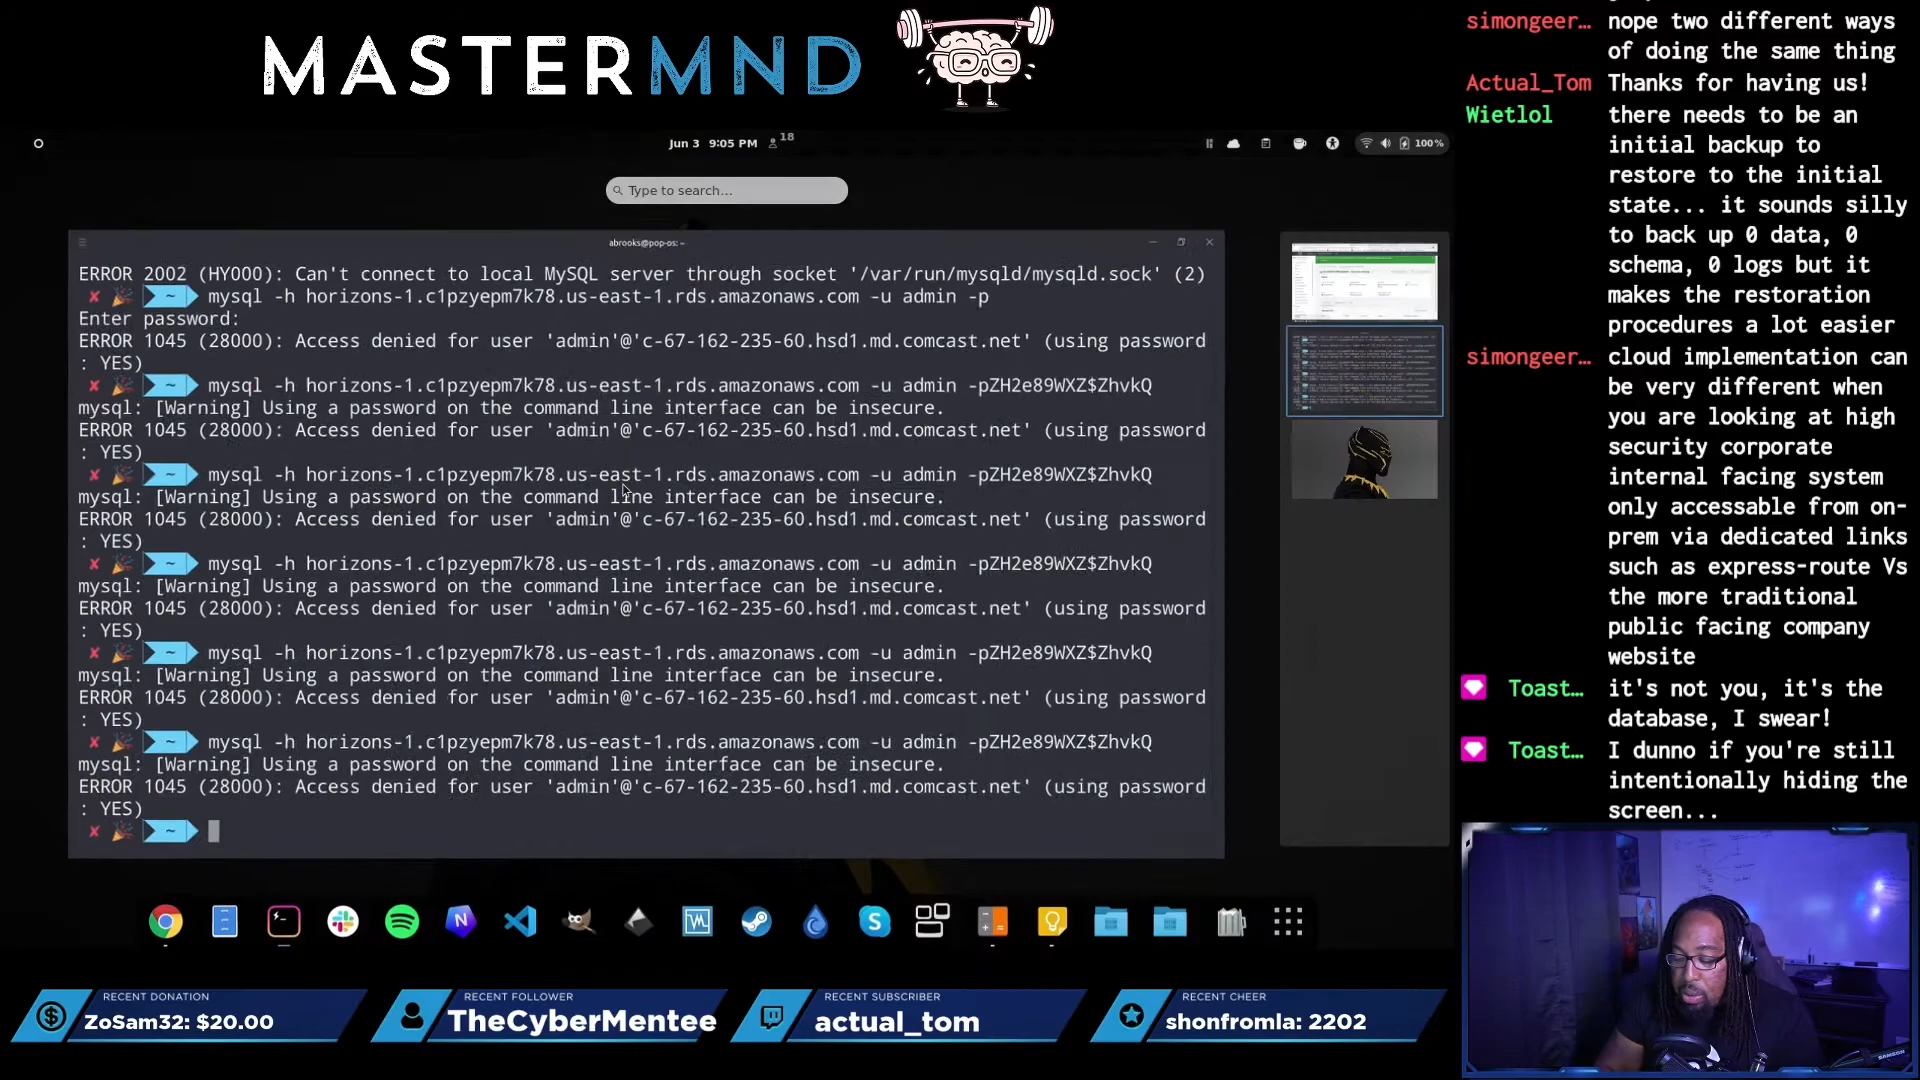 MASTERMND
Jun 3 9:05 PM 18
100%
Type to search...
abrooks@pop-os: ~
ERROR 2002 (HY000): Can't connect to local MySQL server through socket '/var/run/mysqld/mysqld.sock' (2)
~ mysql -h horizons-1.c1pzyepm7k78.us-east-1.rds.amazonaws.com -u admin -p
Enter password:
ERROR 1045 (28000): Access denied for user 'admin'@'c-67-162-235-60.hsd1.md.comcast.net' (using password
: YES)
~ mysql -h horizons-1.c1pzyepm7k78.us-east-1.rds.amazonaws.com -u admin -pZH2e89WXZ$ZhvkQ
mysql: [Warning] Using a password on the command line interface can be insecure.
ERROR 1045 (28000): Access denied for user 'admin'@'c-67-162-235-60.hsd1.md.comcast.net' (using password
: YES)
~ mysql -h horizons-1.c1pzyepm7k78.us-east-1.rds.amazonaws.com -u admin -pZH2e89WXZ$ZhvkQ
mysql: [Warning] Using a password on the command line interface can be insecure.
ERROR 1045 (28000): Access denied for user 'admin'@'c-67-162-235-60.hsd1.md.comcast.net' (using password
: YES)
~ mysql -h horizons-1.c1pzyepm7k78.us-east-1.rds.amazonaws.com -u admin -pZH2e89WXZ$ZhvkQ
mysql: [Warning] Using a password on the command line interface can be insecure.
ERROR 1045 (28000): Access denied for user 'admin'@'c-67-162-235-60.hsd1.md.comcast.net' (using password
: YES)
~ mysql -h horizons-1.c1pzyepm7k78.us-east-1.rds.amazonaws.com -u admin -pZH2e89WXZ$ZhvkQ
mysql: [Warning] Using a password on the command line interface can be insecure.
ERROR 1045 (28000): Access denied for user 'admin'@'c-67-162-235-60.hsd1.md.comcast.net' (using password
: YES)
~ mysql -h horizons-1.c1pzyepm7k78.us-east-1.rds.amazonaws.com -u admin -pZH2e89WXZ$ZhvkQ
mysql: [Warning] Using a password on the command line interface can be insecure.
ERROR 1045 (28000): Access denied for user 'admin'@'c-67-162-235-60.hsd1.md.comcast.net' (using password
: YES)
~
simongeer… nope two different ways
of doing the same thing
Actual_Tom Thanks for having us!
Wietlol there needs to be an
initial backup to
restore to the initial
state... it sounds silly
to back up 0 data, 0
schema, 0 logs but it
makes the restoration
procedures a lot easier
simongeer… cloud implementation can
be very different when
you are looking at high
security corporate
internal facing system
only accessable from on-
prem via dedicated links
such as express-route Vs
the more traditional
public facing company
website
Toast… it's not you, it's the
database, I swear!
Toast… I dunno if you're still
intentionally hiding the
screen...
RECENT DONATION
ZoSam32: $20.00
RECENT FOLLOWER
TheCyberMentee
RECENT SUBSCRIBER
actual_tom
RECENT CHEER
shonfromla: 2202
SAMSON